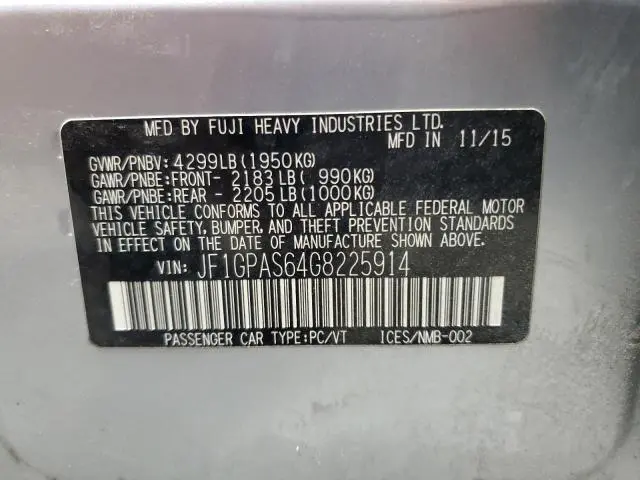 MFD BY FUJI HEAVY INDUSTRIES LTD.
MFD IN 11/15
GVWR/PNBV: 4299LB (1950KG)
GAWR/PNBE:FRONT- 2183 LB( 990KG)
GAWR/PNBE:REAR - 2205 LB(1000KG)
THIS VEHICLE CONFORMS TO ALL APPLICABLE FEDERAL MOTOR
VEHICLE SAFETY, BUMPER, AND THEFT PREVENTION STANDARDS
IN EFFECT ON THE DATE OF MANUFACTURE SHOWN ABOVE.
VIN: JF1GPAS64G8225914
PASSENGER CAR TYPE:PC/VT ICES/NMB-002